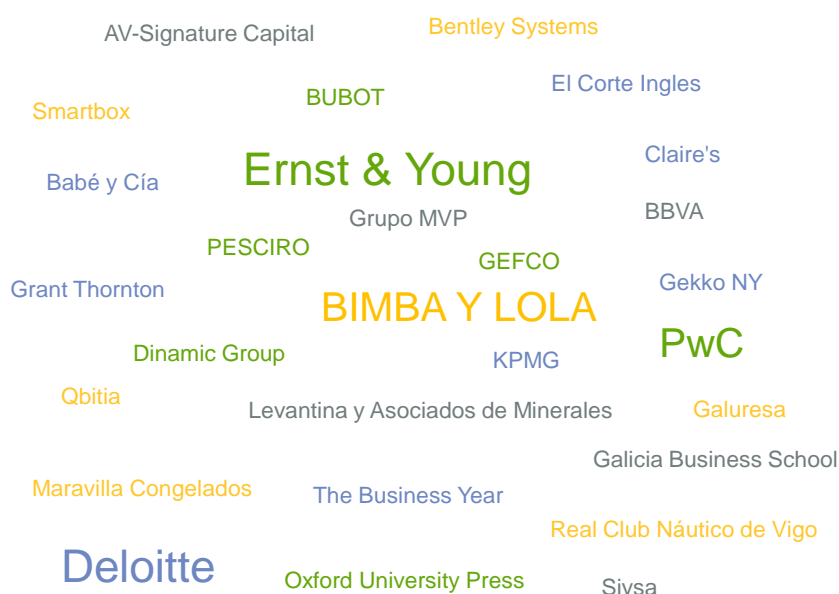 AV-Signature Capital
Bentley Systems
El Corte Ingles
BUBOT
Smartbox
Ernst & Young
Claire's
Babé y Cía
Grupo MVP
BBVA
PESCIRO
GEFCO
Grant Thornton
Gekko NY
BIMBA Y LOLA
PwC
Dinamic Group
KPMG
Qbitia
Levantina y Asociados de Minerales
Galuresa
Galicia Business School
Maravilla Congelados
The Business Year
Real Club Náutico de Vigo
Deloitte
Oxford University Press
Sivsa